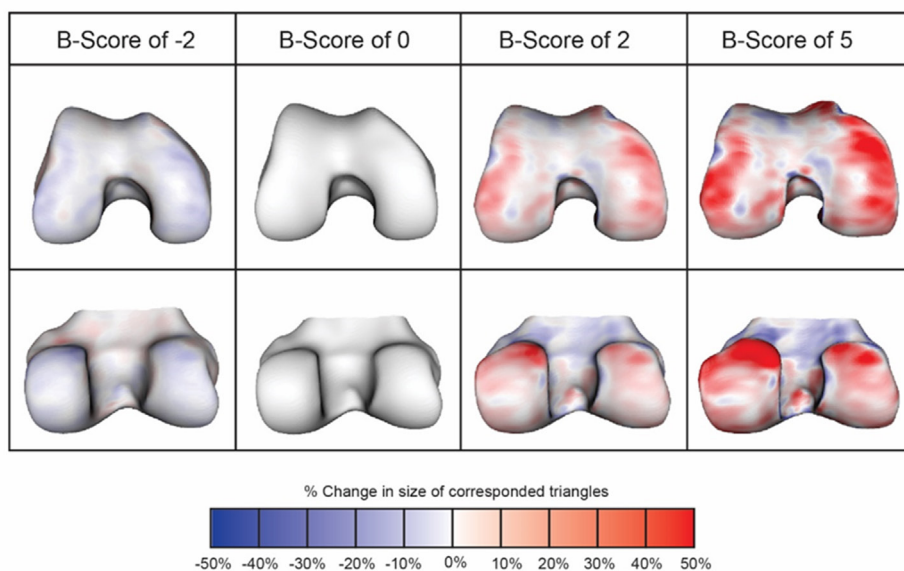 B-Score of -2
B-Score of 0
B-Score of 2
B-Score of 5
% Change in size of corresponded triangles
-50% -40% -30% -20% -10% 0% 10% 20% 30% 40% 50%